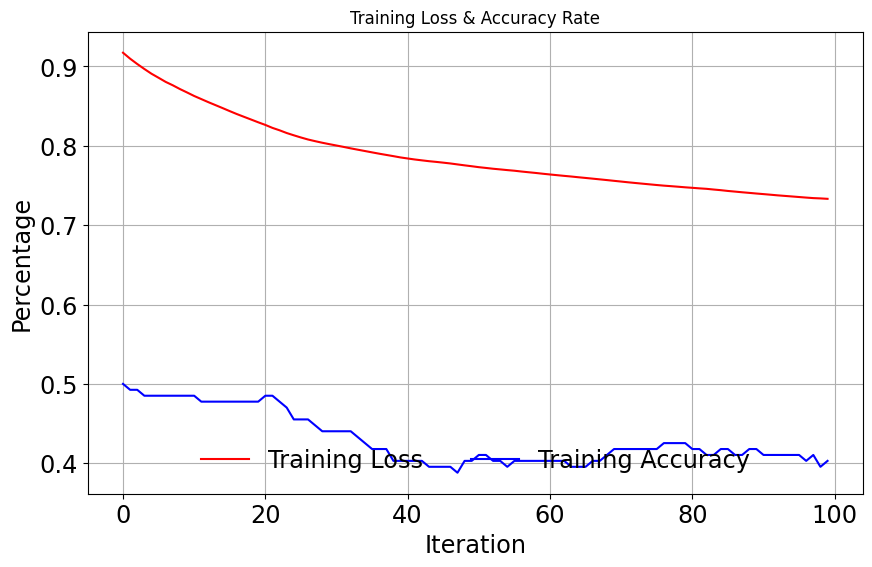 Training Loss & Accuracy Rate
Percentage
0.9
0.8
0.7
0.6
0.5
0.4
Training Loss Training Accuracy
0 20 40 60 80 100
Iteration